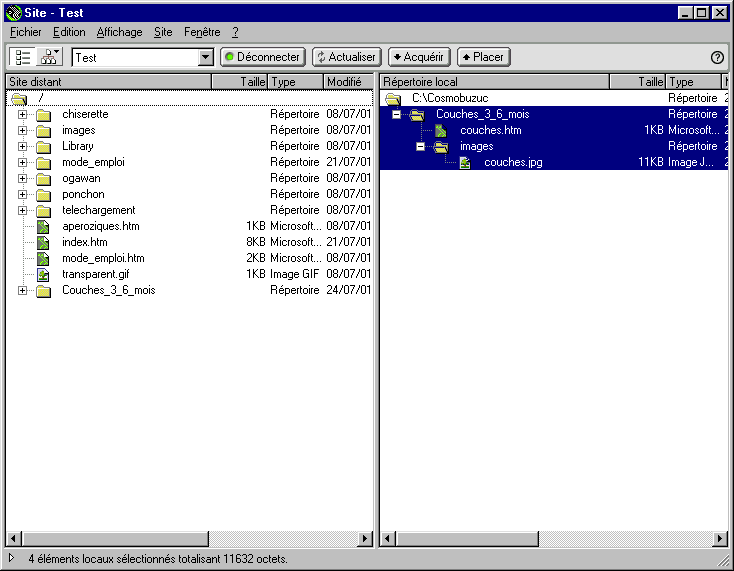 Site - Test
Fichier Edition Affichage Site Fenêtre ?
Test Déconnecter Actualiser Acquérir Placer
Site distant Taille Type Modifié
/
chiserette Répertoire 08/07/01
images Répertoire 08/07/01
Library Répertoire 08/07/01
mode_emploi Répertoire 21/07/01
ogawan Répertoire 08/07/01
ponchon Répertoire 08/07/01
telechargement Répertoire 08/07/01
aperoziques.htm 1KB Microsoft... 08/07/01
index.htm 8KB Microsoft... 21/07/01
mode_emploi.htm 2KB Microsoft... 08/07/01
transparent.gif 1KB Image GIF 08/07/01
Couches_3_6_mois Répertoire 24/07/01
Répertoire local Taille Type
C:\Cosmobuzuc Répertoire 2
Couches_3_6_mois Répertoire 2
couches.htm 1KB Microsoft... 2
images Répertoire 2
couches.jpg 11KB Image J... 2
4 éléments locaux sélectionnés totalisant 11632 octets.